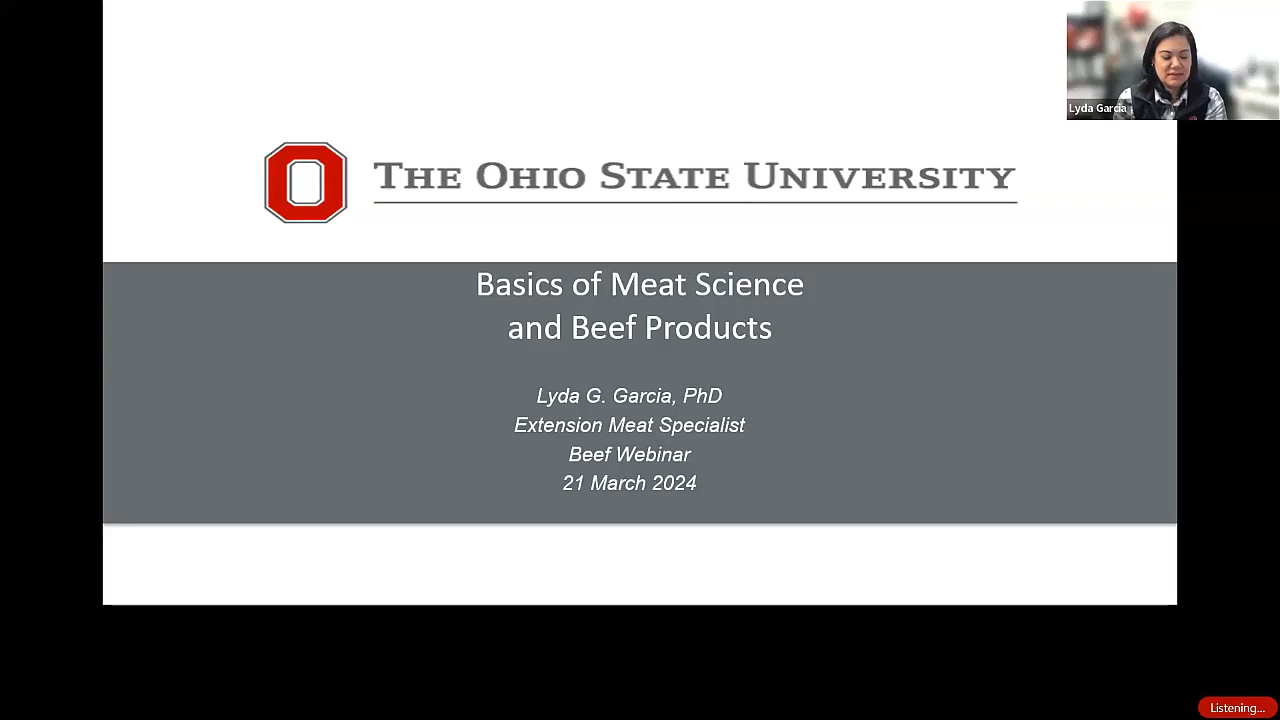 Lyda Garcia
THE OHIO STATE UNIVERSITY
Basics of Meat Science
and Beef Products
Lyda G. Garcia, PhD
Extension Meat Specialist
Beef Webinar
21 March 2024
Listening...